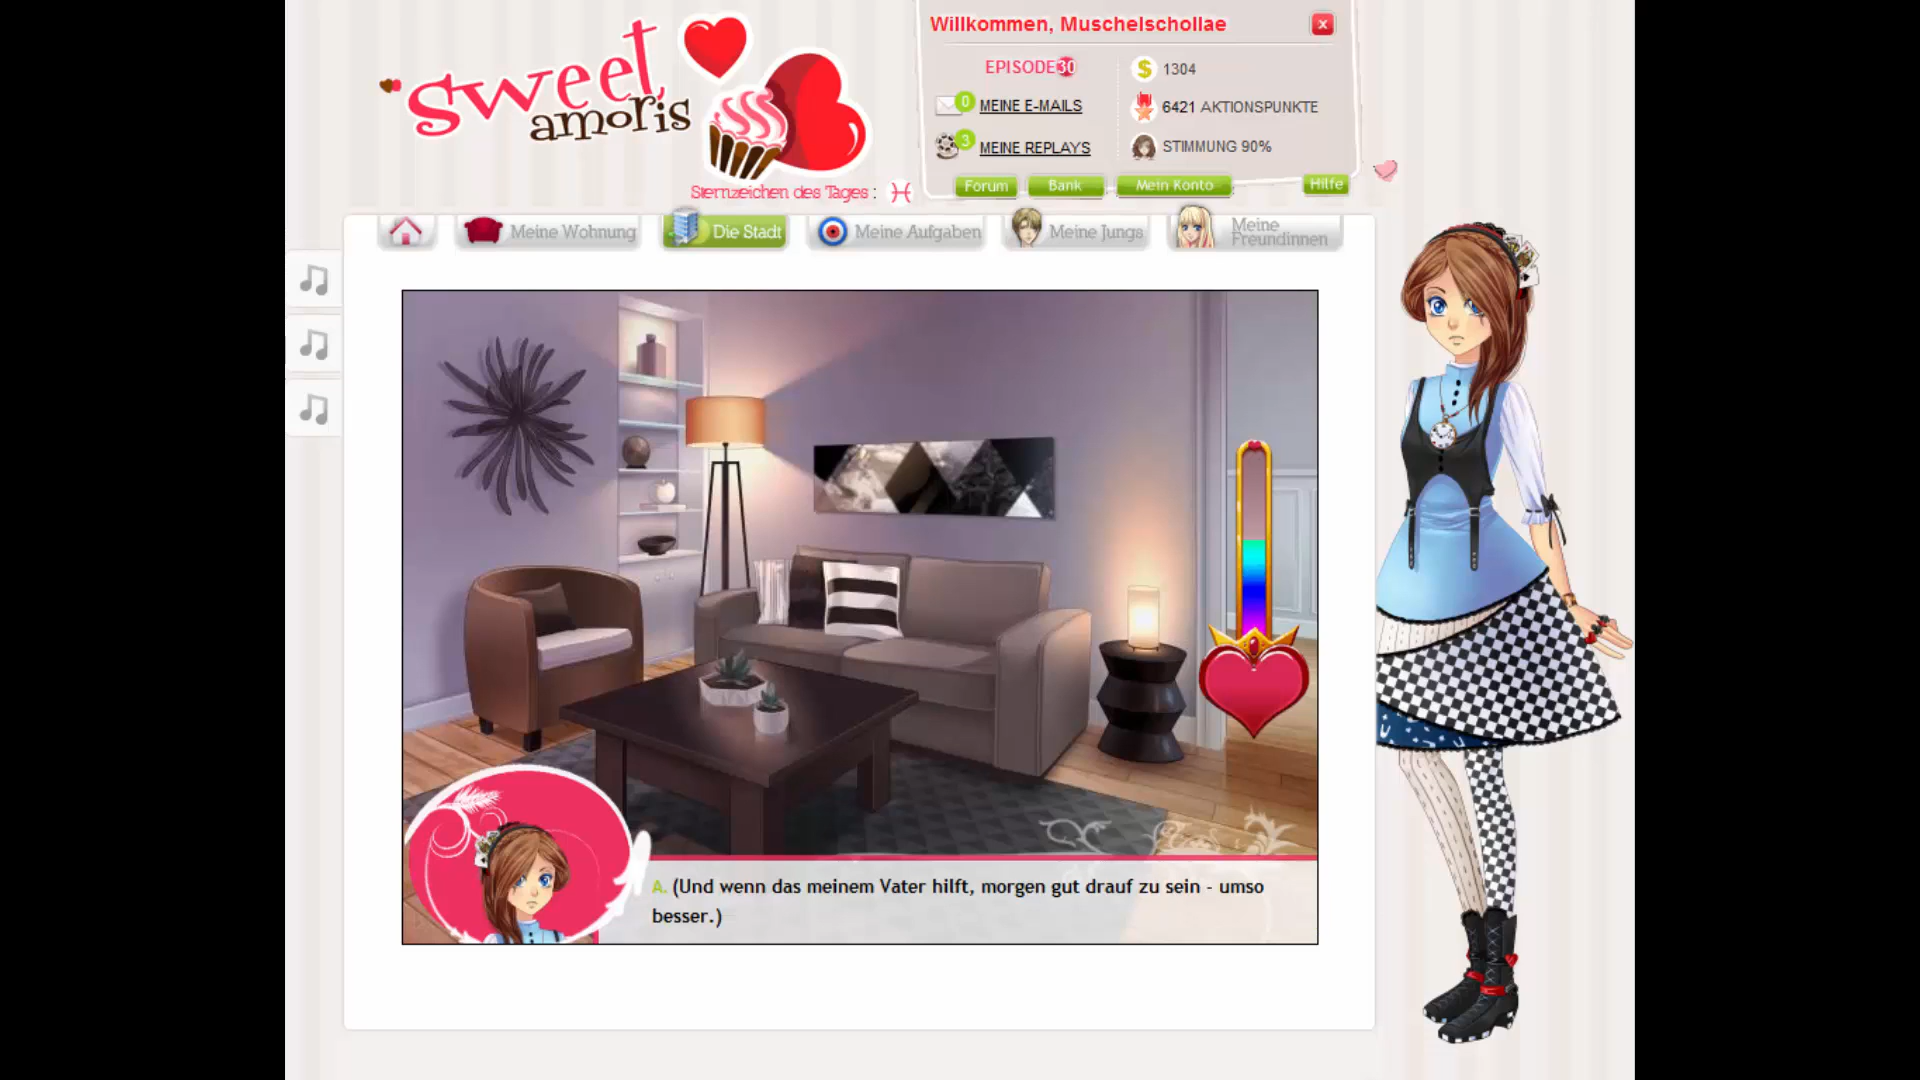 sweet
amoris
Sternzeichen des Tages :
Willkommen, Muschelschollae
x
EPISODE30
$ 1304
0 MEINE E-MAILS
6421 AKTIONSPUNKTE
3 MEINE REPLAYS
STIMMUNG 90%
Forum Bank Mein Konto Hilfe
Meine Wohnung Die Stadt Meine Aufgaben Meine Jungs Meine
Freundinnen
A. (Und wenn das meinem Vater hilft, morgen gut drauf zu sein - umso
besser.)